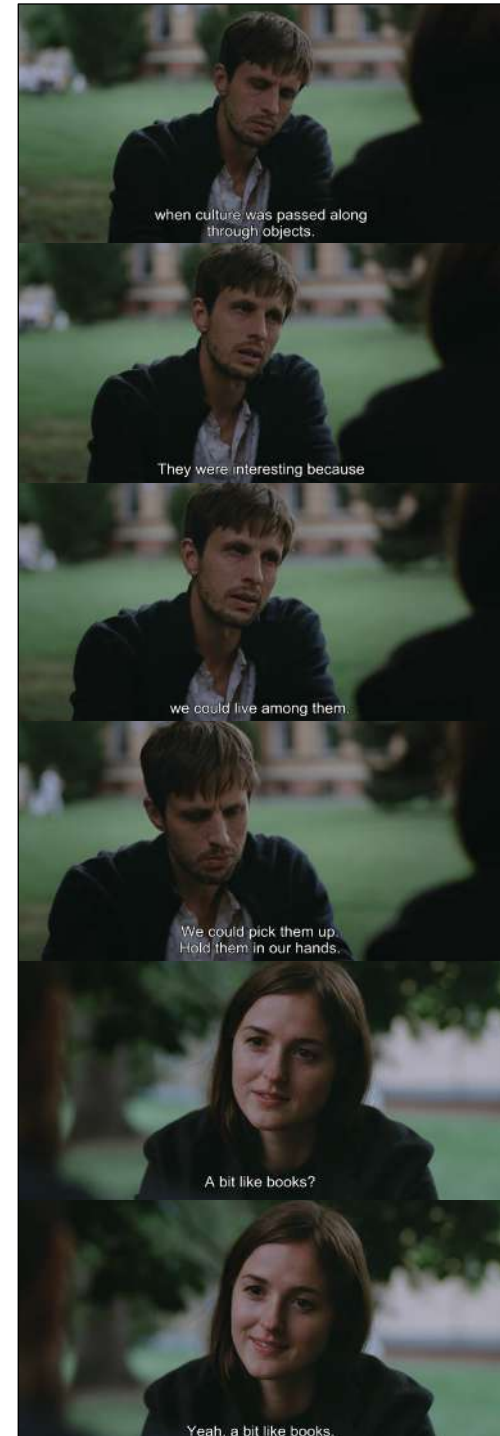 when culture was passed along
through objects.
They were interesting because
we could live among them.
We could pick them up.
Hold them in our hands.
A bit like books?
Yeah, a bit like books.